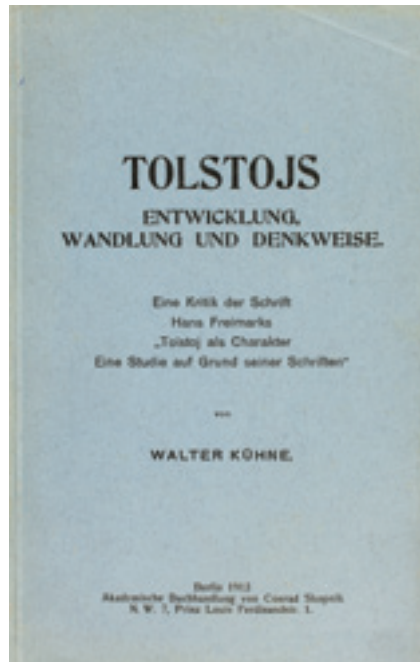 TOLSTOJS
ENTWICKLUNG,
WANDLUNG UND DENKWEISE.
Eine Kritik der Schrift
Hans Freimarks
„Tolstoj als Charakter
Eine Studie auf Grund seiner Schriften“
von
WALTER KÜHNE.
Berlin 1912
Akademische Buchhandlung von Conrad Skopnik
N. W. 7, Prinz Louis Ferdinandstr. 1.